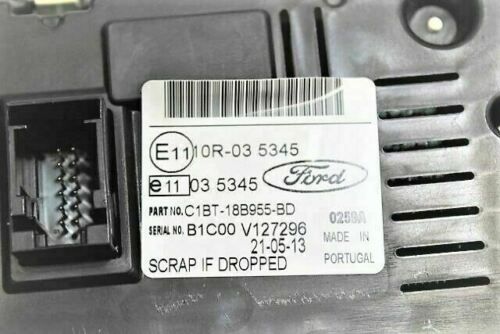 E11 10R-03 5345
e11 03 5345
Ford
PART NO. C1BT-18B955-BD
0259A
SERIAL NO. B1C00 V127296
MADE IN
21-05-13
PORTUGAL
SCRAP IF DROPPED